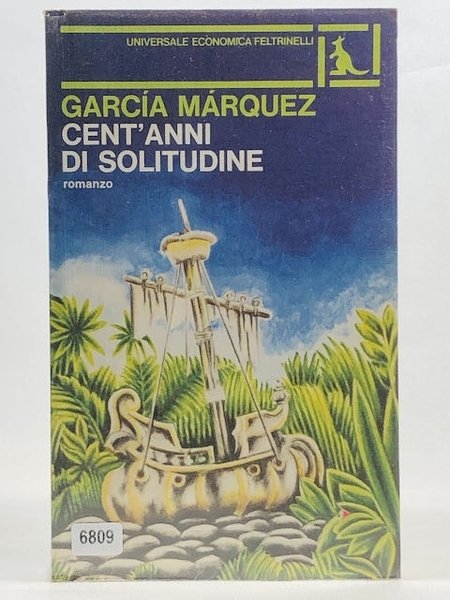 UNIVERSALE ECONOMICA FELTRINELLI
GARCÍA MÁRQUEZ
CENT'ANNI
DI SOLITUDINE
romanzo
6809